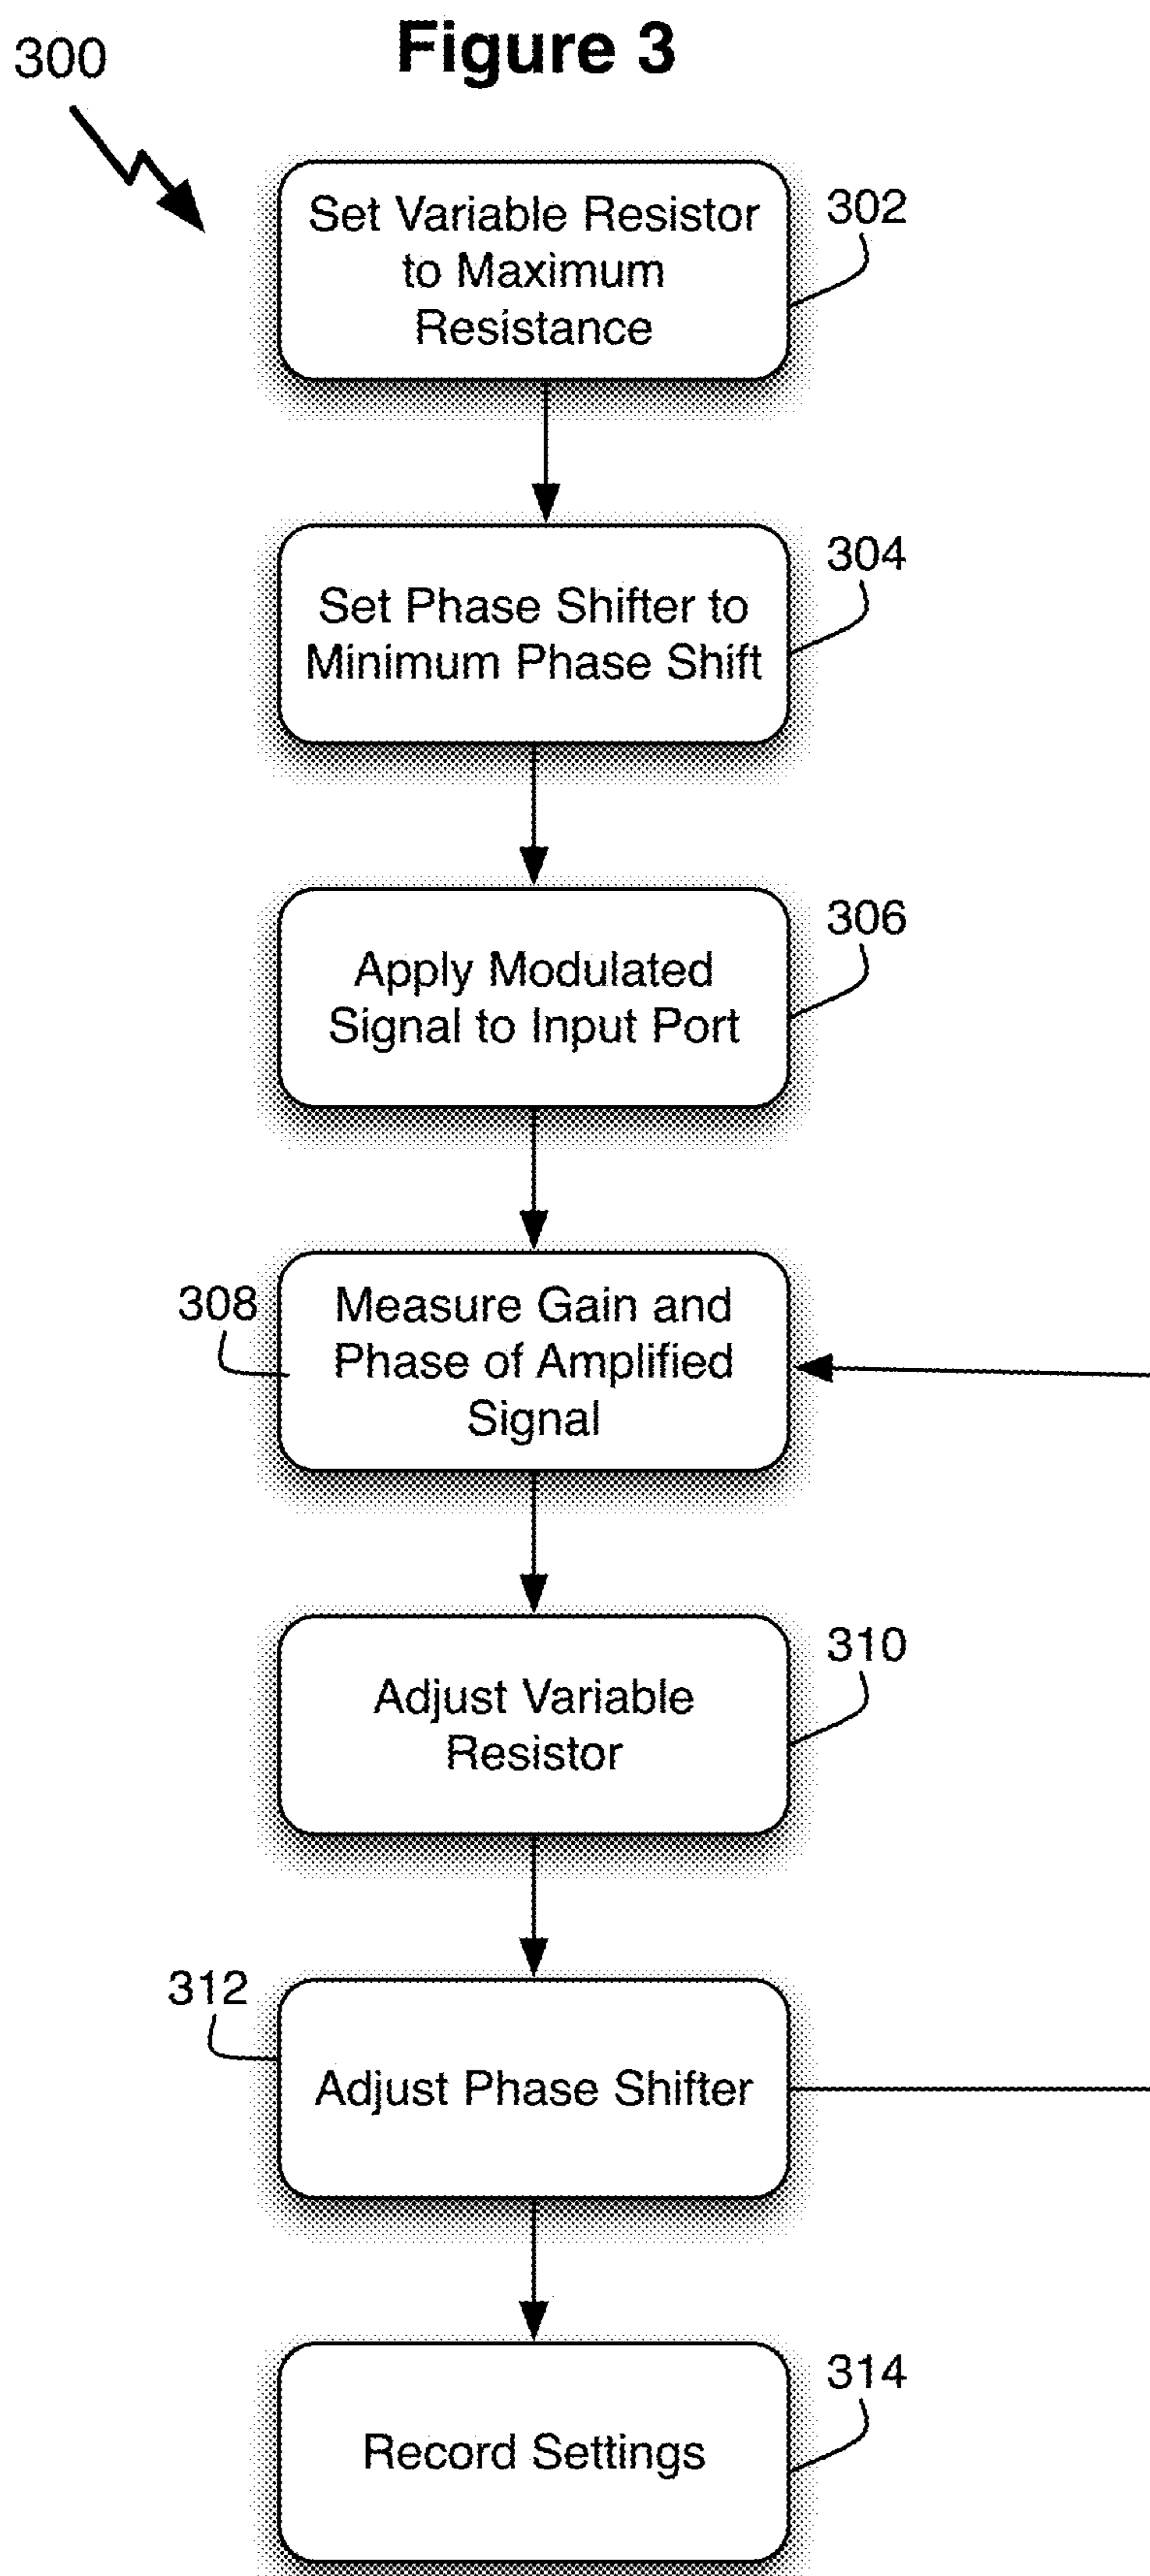 Figure 3
300
Set Variable Resistor
to Maximum
Resistance
302
Set Phase Shifter to
Minimum Phase Shift
304
Apply Modulated
Signal to Input Port
306
308
Measure Gain and
Phase of Amplified
Signal
Adjust Variable
Resistor
310
312
Adjust Phase Shifter
Record Settings
314